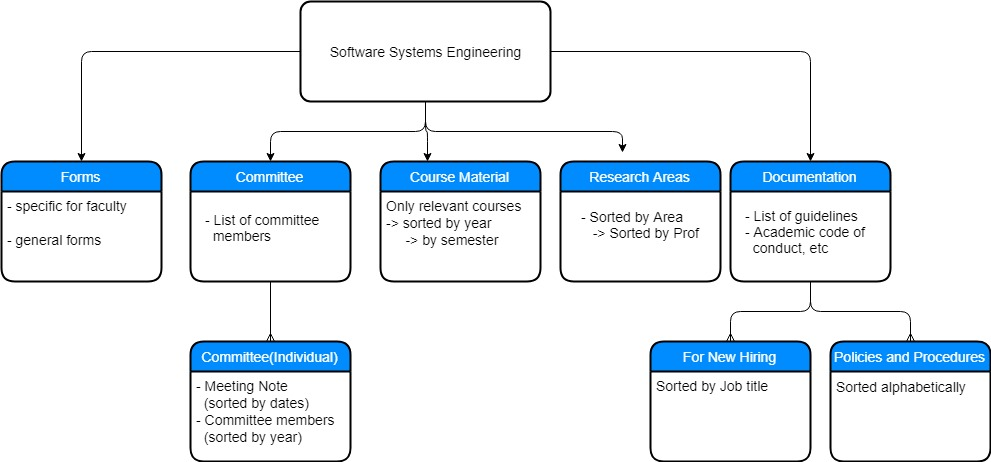 Software Systems Engineering
Forms
- specific for faculty
- general forms
Committee
- List of committee
members
Course Material
Only relevant courses
-> sorted by year
-> by semester
Research Areas
- Sorted by Area
-> Sorted by Prof
Documentation
- List of guidelines
- Academic code of
conduct, etc
Committee(Individual)
- Meeting Note
(sorted by dates)
- Committee members
(sorted by year)
For New Hiring
Sorted by Job title
Policies and Procedures
Sorted alphabetically